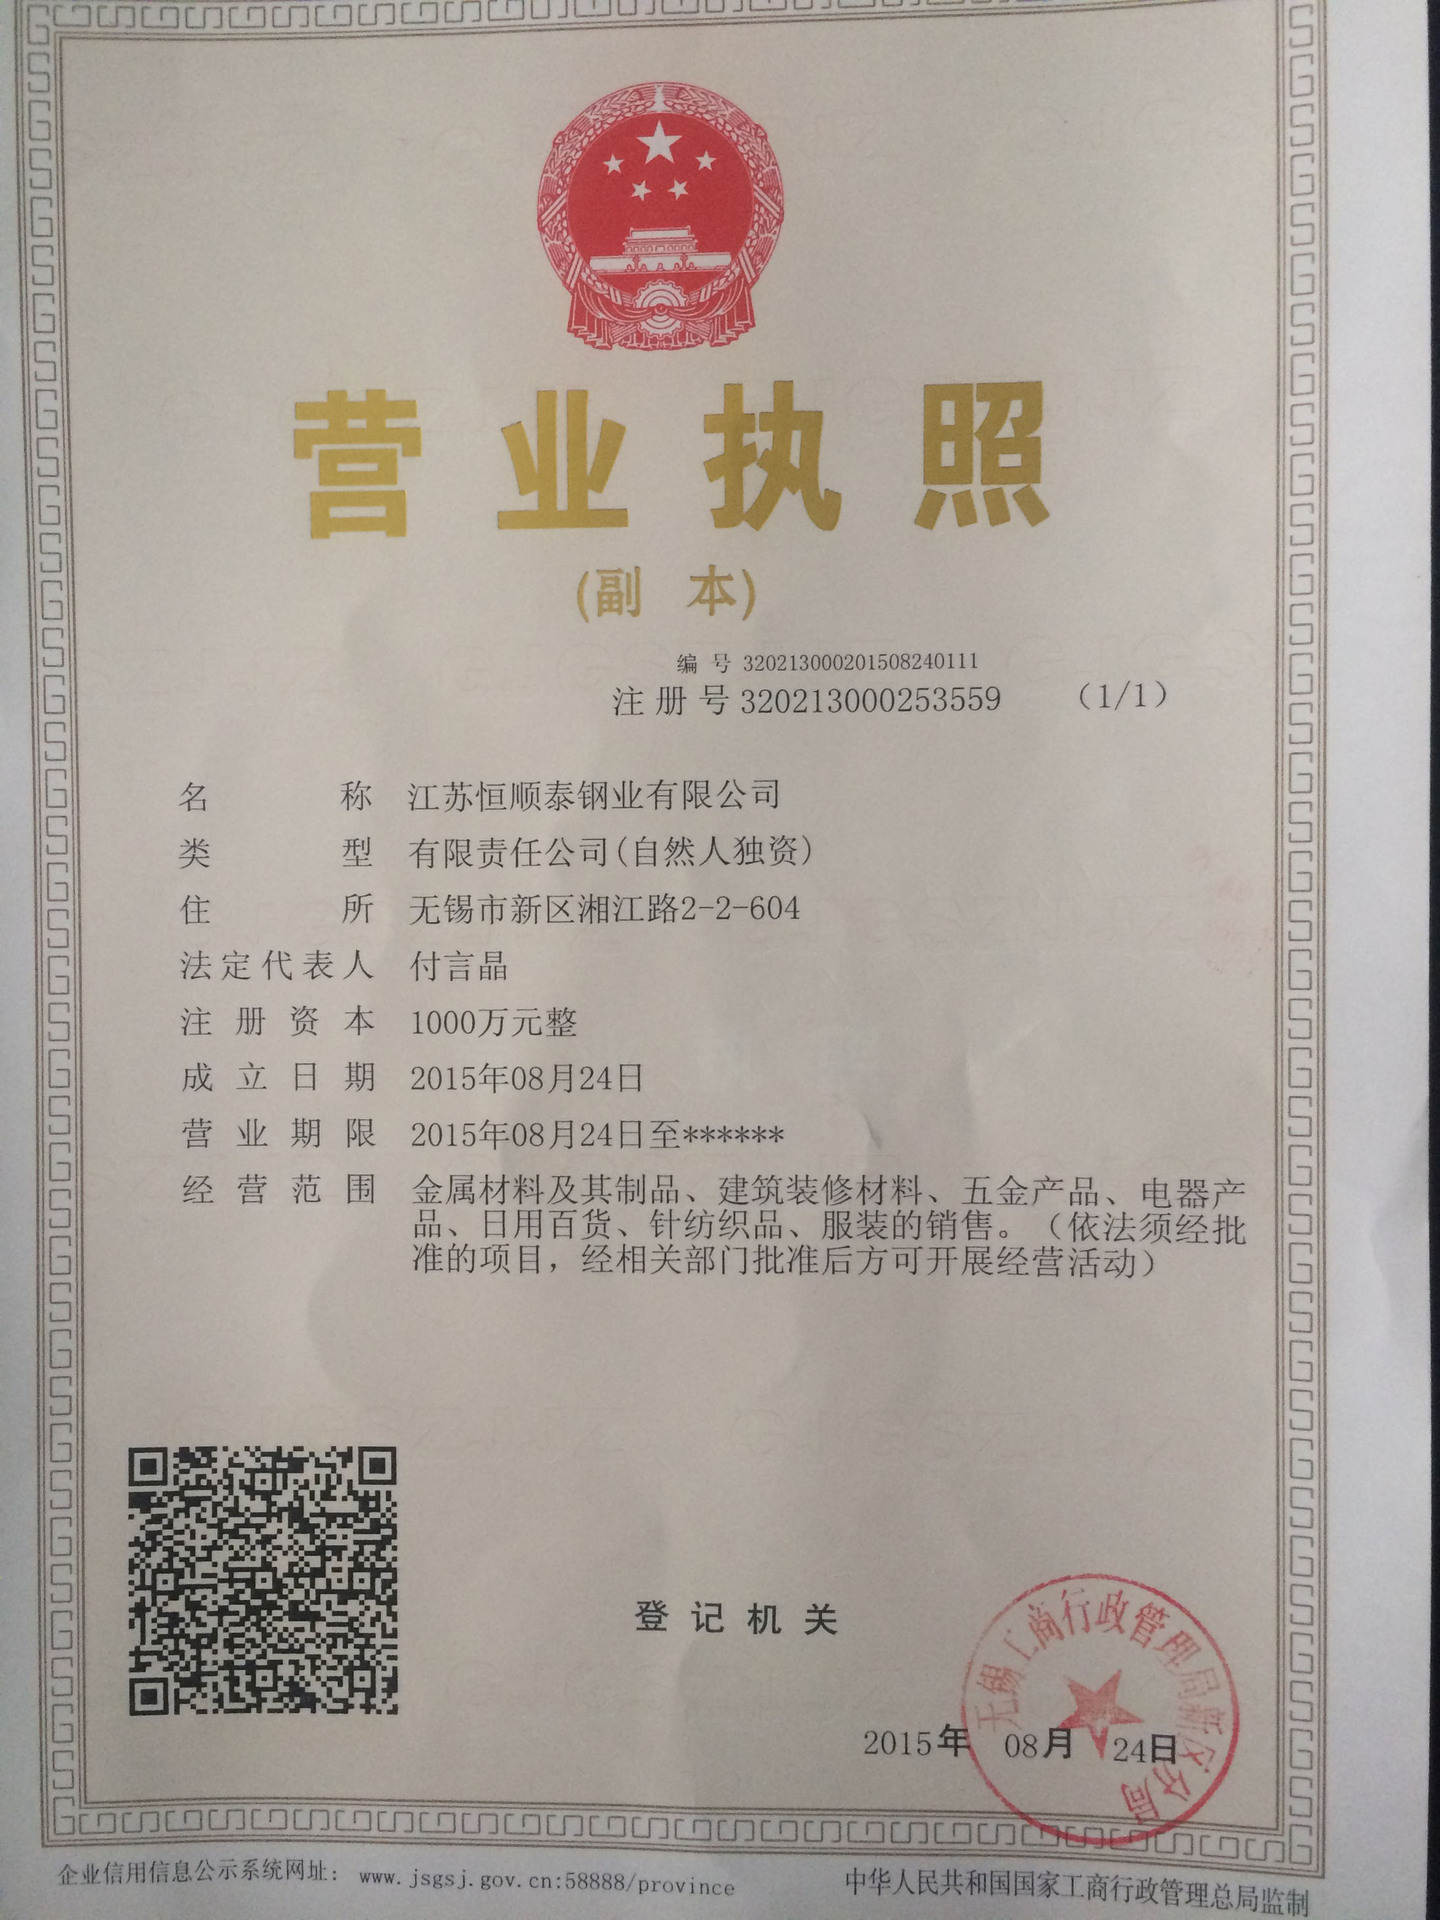 营业执照
(副 本)
编 号 320213000201508240111
注 册 号 320213000253559 （1/1）
名 称 江苏恒顺泰钢业有限公司
类 型 有限责任公司(自然人独资)
住 所 无锡市新区湘江路2-2-604
法定代表人 付言晶
注 册 资 本 1000万元整
成 立 日 期 2015年08月24日
营 业 期 限 2015年08月24日至******
经 营 范 围 金属材料及其制品、建筑装修材料、五金产品、电器产
品、日用百货、针纺织品、服装的销售。（依法须经批
准的项目，经相关部门批准后方可开展经营活动）
登 记 机 关
无锡工商行政管理局新区分局
2015年 08月 24日
企业信用信息公示系统网址: www.jsgsj.gov.cn:58888/province
中华人民共和国国家工商行政管理总局监制